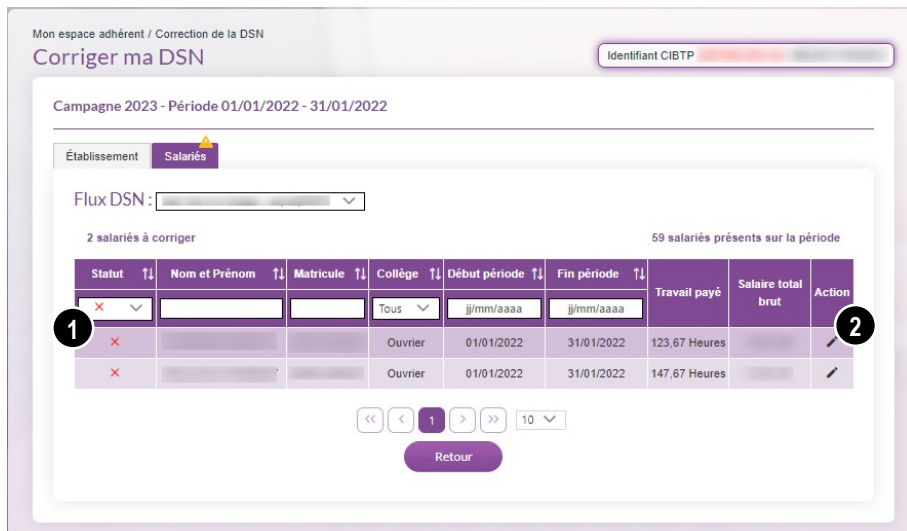 Mon espace adhérent / Correction de la DSN
Corriger ma DSN
Identifiant CIBTP
Campagne 2023 - Période 01/01/2022 - 31/01/2022
Établissement Salariés
Flux DSN :
2 salariés à corriger 59 salariés présents sur la période
Statut Nom et Prénom Matricule Collège Début période Fin période Travail payé Salaire total brut Action
Tous jj/mm/aaaa jj/mm/aaaa
1 2
Ouvrier 01/01/2022 31/01/2022 123,67 Heures
Ouvrier 01/01/2022 31/01/2022 147,67 Heures
<< < 1 > >> 10
Retour